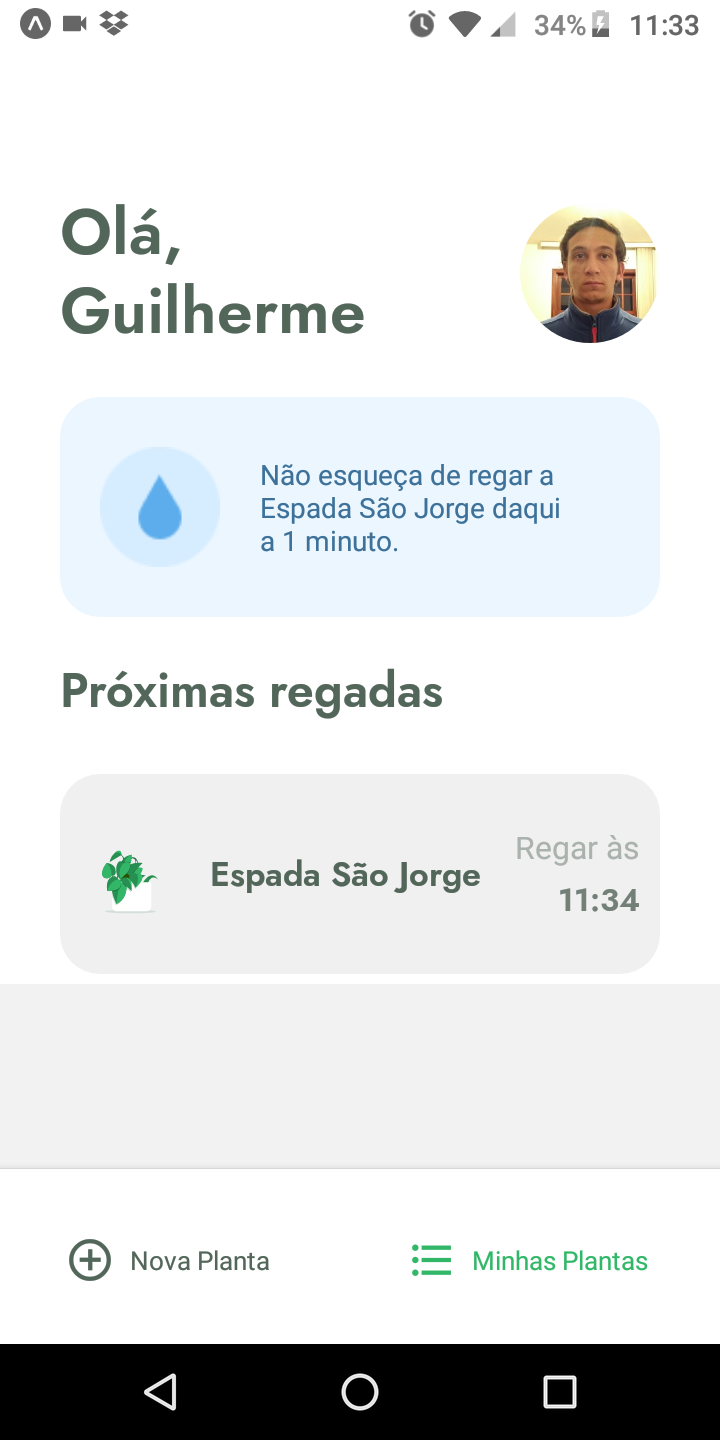 34% 11:33
Olá,
Guilherme
Não esqueça de regar a
Espada São Jorge daqui
a 1 minuto.
Próximas regadas
Espada São Jorge
Regar às
11:34
Nova Planta
Minhas Plantas